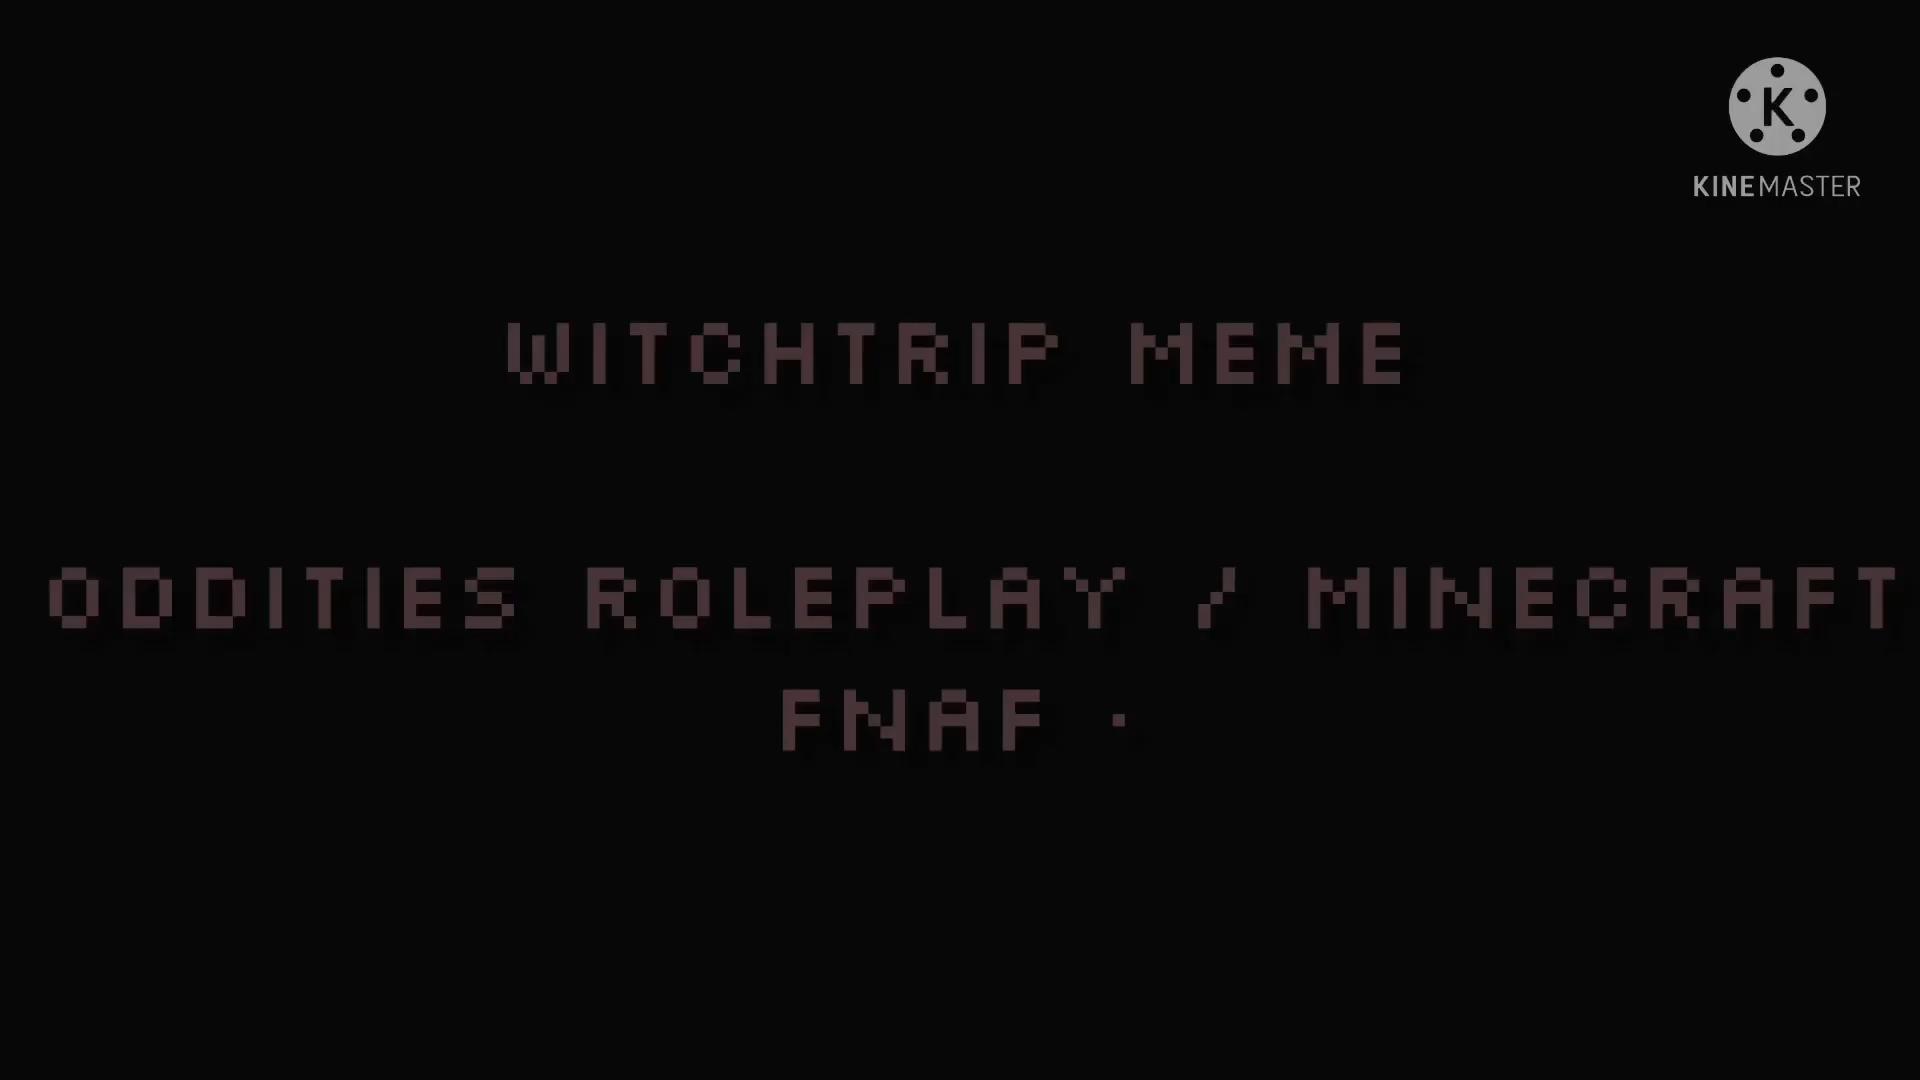 K
KINEMASTER
WITCHTRIP MEME
ODDITIES ROLEPLAY / MINECRAFT
FNAF ·